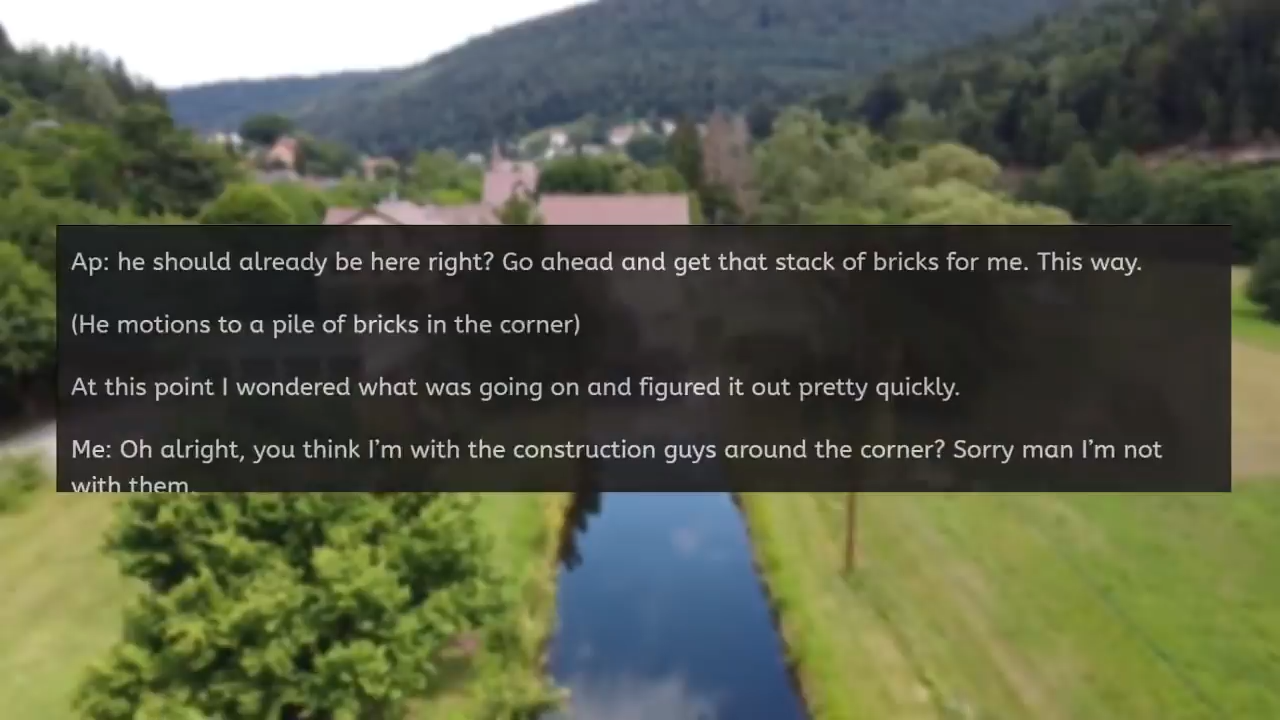 Ap: he should already be here right? Go ahead and get that stack of bricks for me. This way.
(He motions to a pile of bricks in the corner)
At this point I wondered what was going on and figured it out pretty quickly.
Me: Oh alright, you think I'm with the construction guys around the corner? Sorry man I'm not
with them.